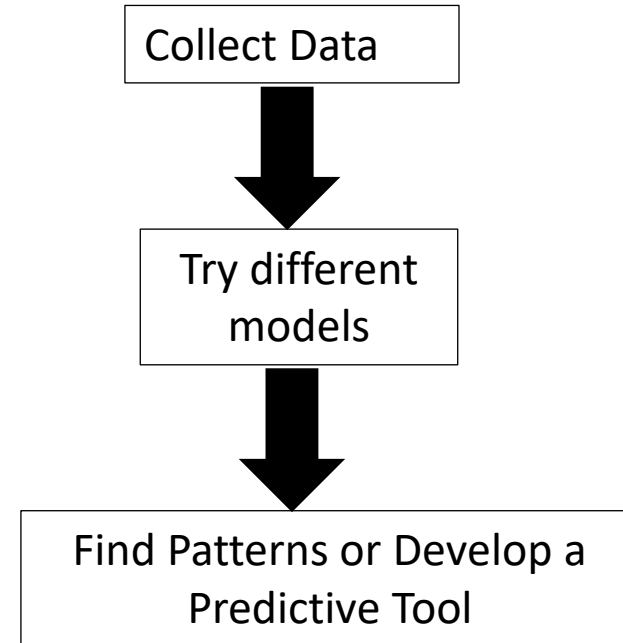 Collect Data
Try different
models
Find Patterns or Develop a
Predictive Tool